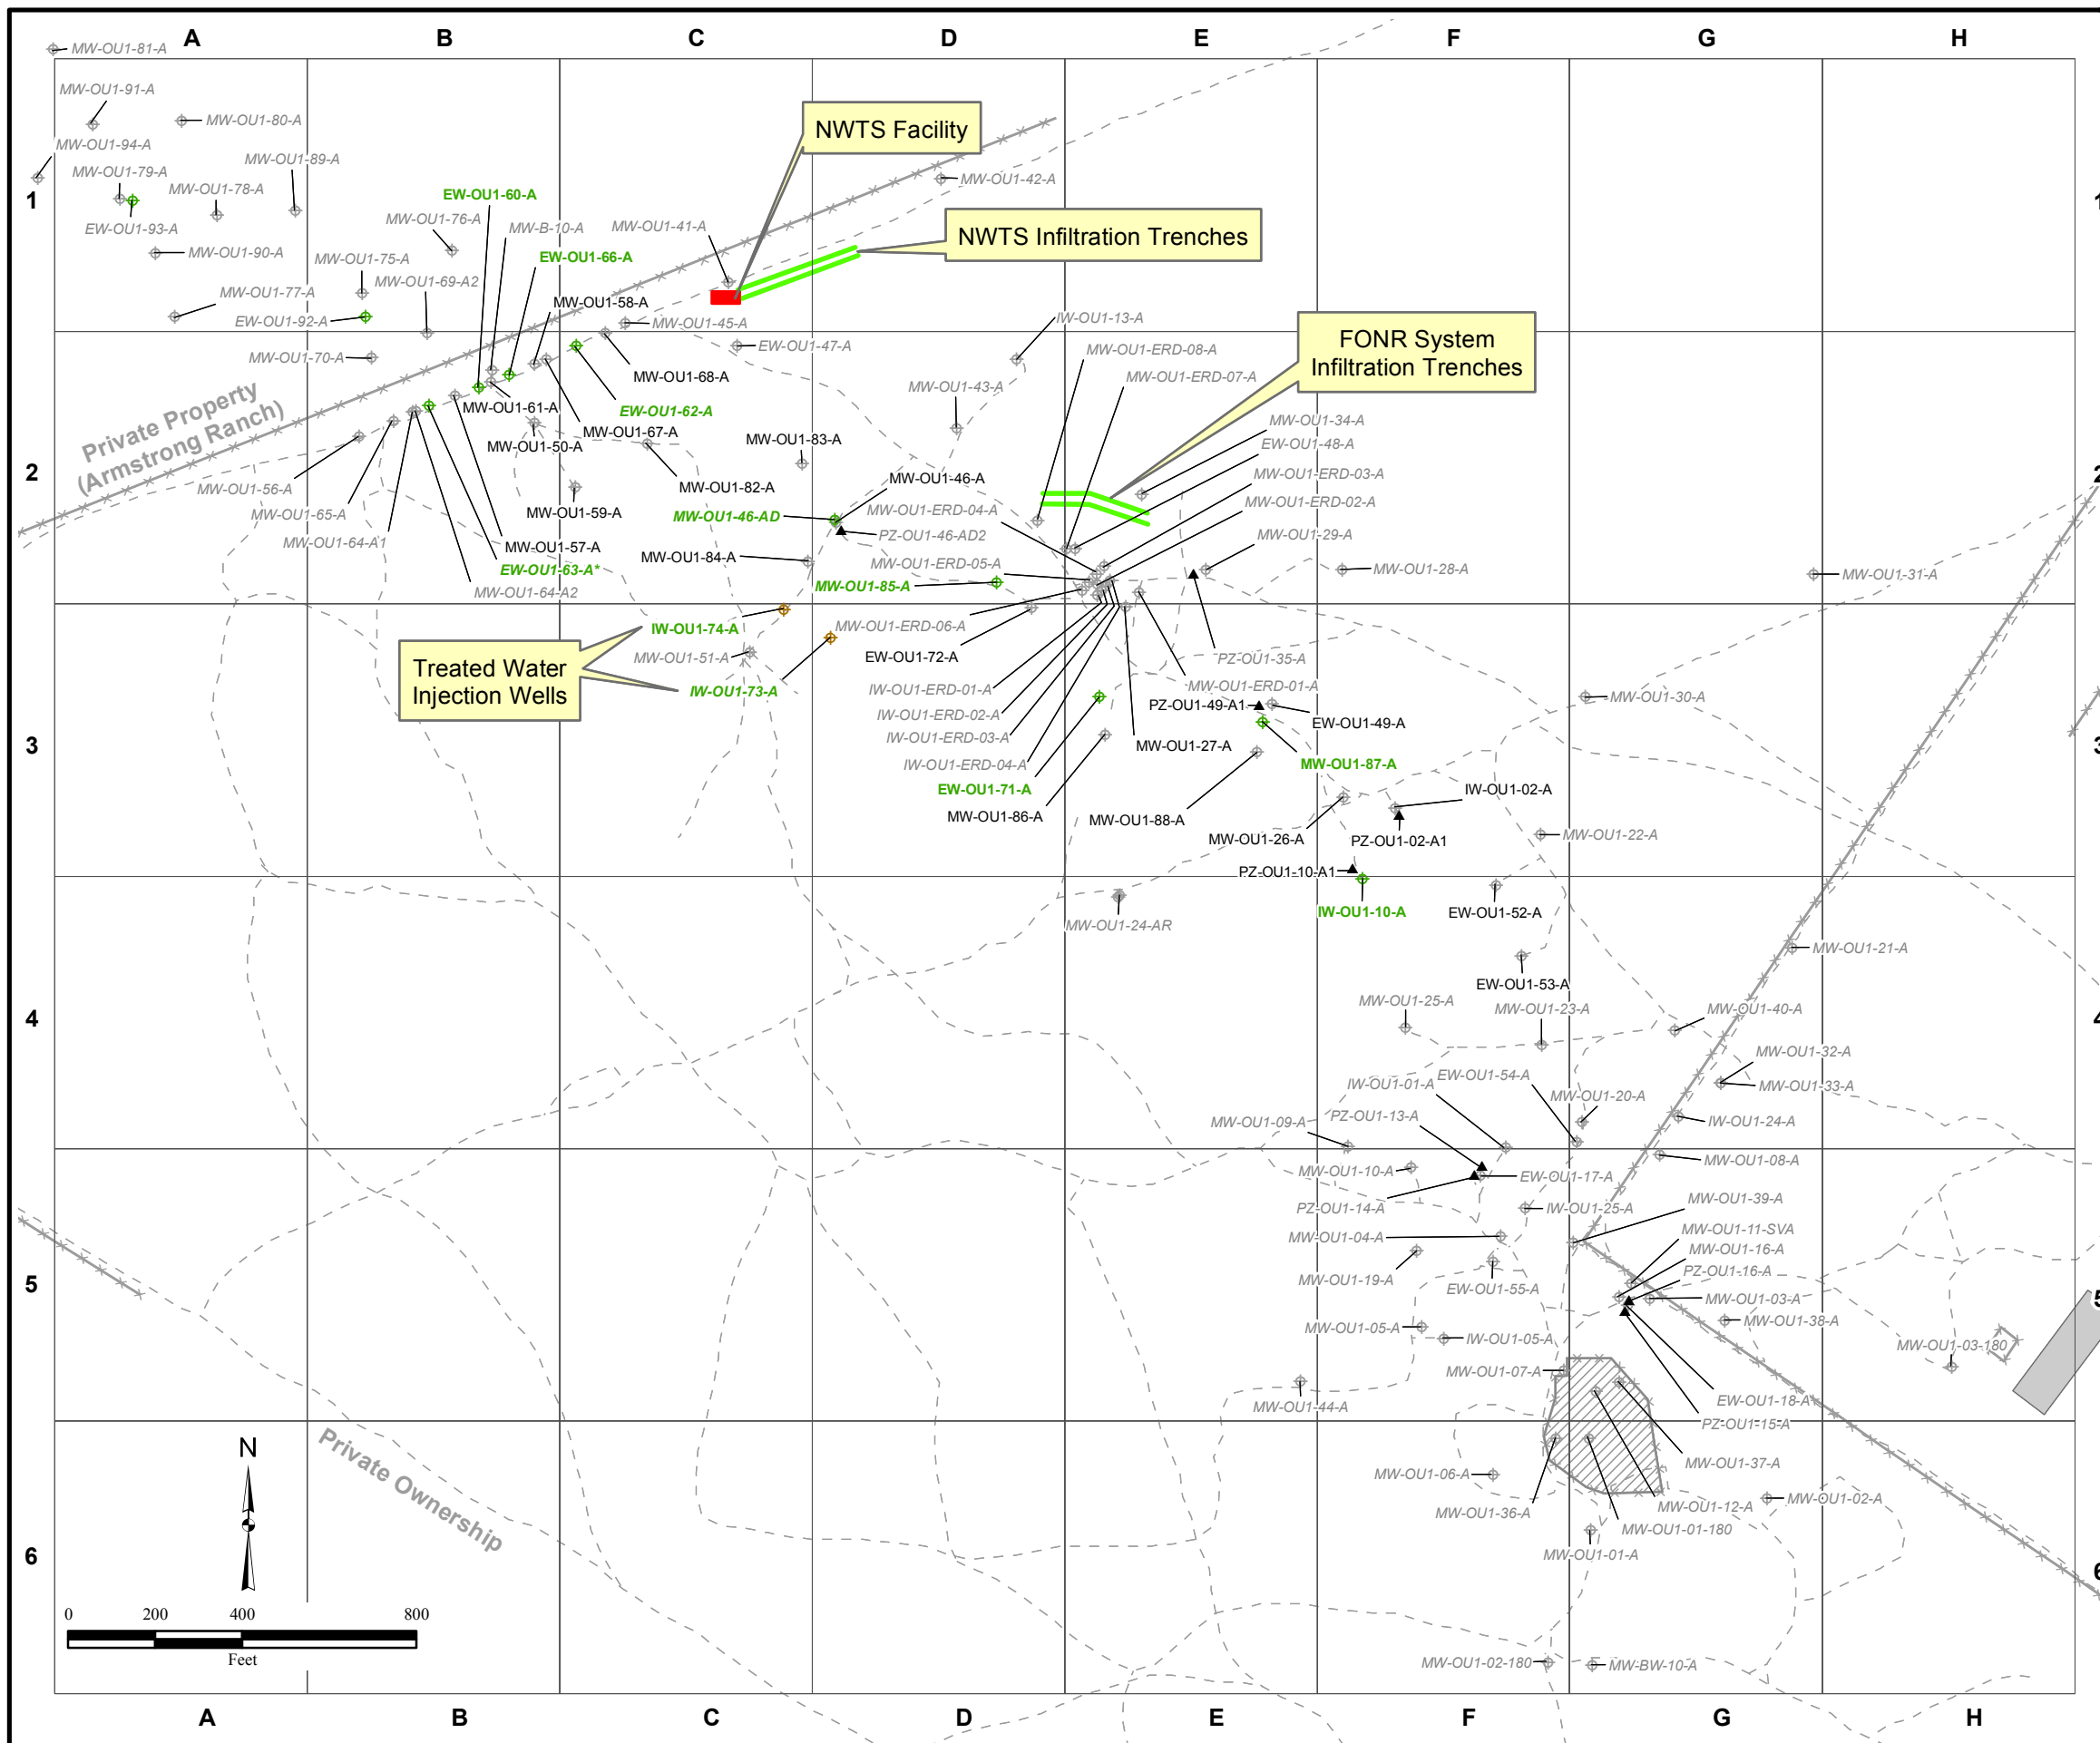 A B C D E F G H
MW-OU1-81-A
MW-OU1-91-A
MW-OU1-80-A
NWTS Facility
MW-OU1-94-A
MW-OU1-89-A
MW-OU1-79-A
MW-OU1-42-A
MW-OU1-78-A
EW-OU1-60-A
1
MW-OU1-76-A
MW-B-10-A
MW-OU1-41-A
EW-OU1-93-A
NWTS Infiltration Trenches
MW-OU1-90-A
MW-OU1-75-A
EW-OU1-66-A
MW-OU1-69-A2
MW-OU1-77-A
MW-OU1-58-A
EW-OU1-92-A
MW-OU1-45-A
IW-OU1-13-A
FONR System
Infiltration Trenches
EW-OU1-47-A
MW-OU1-ERD-08-A
MW-OU1-70-A
MW-OU1-68-A
MW-OU1-ERD-07-A
MW-OU1-43-A
Private Property
(Armstrong Ranch)
MW-OU1-61-A
EW-OU1-62-A
MW-OU1-34-A
MW-OU1-67-A
MW-OU1-83-A
EW-OU1-48-A
MW-OU1-50-A
2
2
MW-OU1-46-A
MW-OU1-ERD-03-A
MW-OU1-56-A
MW-OU1-82-A
MW-OU1-ERD-02-A
MW-OU1-65-A
MW-OU1-59-A
MW-OU1-46-AD
MW-OU1-ERD-04-A
MW-OU1-64-A1
MW-OU1-57-A
PZ-OU1-46-AD2
MW-OU1-29-A
MW-OU1-84-A
MW-OU1-ERD-05-A
MW-OU1-28-A
MW-OU1-31-A
EW-OU1-63-A*
MW-OU1-85-A
MW-OU1-64-A2
IW-OU1-74-A
MW-OU1-ERD-06-A
MW-OU1-51-A
EW-OU1-72-A
PZ-OU1-35-A
Treated Water
Injection Wells
IW-OU1-73-A
IW-OU1-ERD-01-A
MW-OU1-ERD-01-A
MW-OU1-30-A
PZ-OU1-49-A1
IW-OU1-ERD-02-A
EW-OU1-49-A
IW-OU1-ERD-03-A
MW-OU1-27-A
3
IW-OU1-ERD-04-A
MW-OU1-87-A
EW-OU1-71-A
IW-OU1-02-A
MW-OU1-86-A
MW-OU1-88-A
MW-OU1-26-A
PZ-OU1-02-A1
MW-OU1-22-A
PZ-OU1-10-A1
IW-OU1-10-A
EW-OU1-52-A
MW-OU1-24-AR
MW-OU1-21-A
EW-OU1-53-A
MW-OU1-25-A
MW-OU1-23-A
MW-OU1-40-A
4
MW-OU1-32-A
EW-OU1-54-A
IW-OU1-01-A
MW-OU1-33-A
MW-OU1-20-A
PZ-OU1-13-A
MW-OU1-09-A
IW-OU1-24-A
MW-OU1-08-A
MW-OU1-10-A
EW-OU1-17-A
MW-OU1-39-A
PZ-OU1-14-A
IW-OU1-25-A
MW-OU1-11-SVA
MW-OU1-04-A
MW-OU1-16-A
PZ-OU1-16-A
5
MW-OU1-19-A
EW-OU1-55-A
MW-OU1-03-A
MW-OU1-05-A
IW-OU1-05-A
MW-OU1-38-A
MW-OU1-03-180
MW-OU1-07-A
EW-OU1-18-A
MW-OU1-44-A
PZ-OU1-15-A
N
Private Ownership
MW-OU1-37-A
MW-OU1-06-A
MW-OU1-36-A
MW-OU1-12-A
MW-OU1-02-A
MW-OU1-01-180
MW-OU1-01-A
6
0 200 400 800
Feet
MW-OU1-02-180
MW-BW-10-A
A B C D E F G H